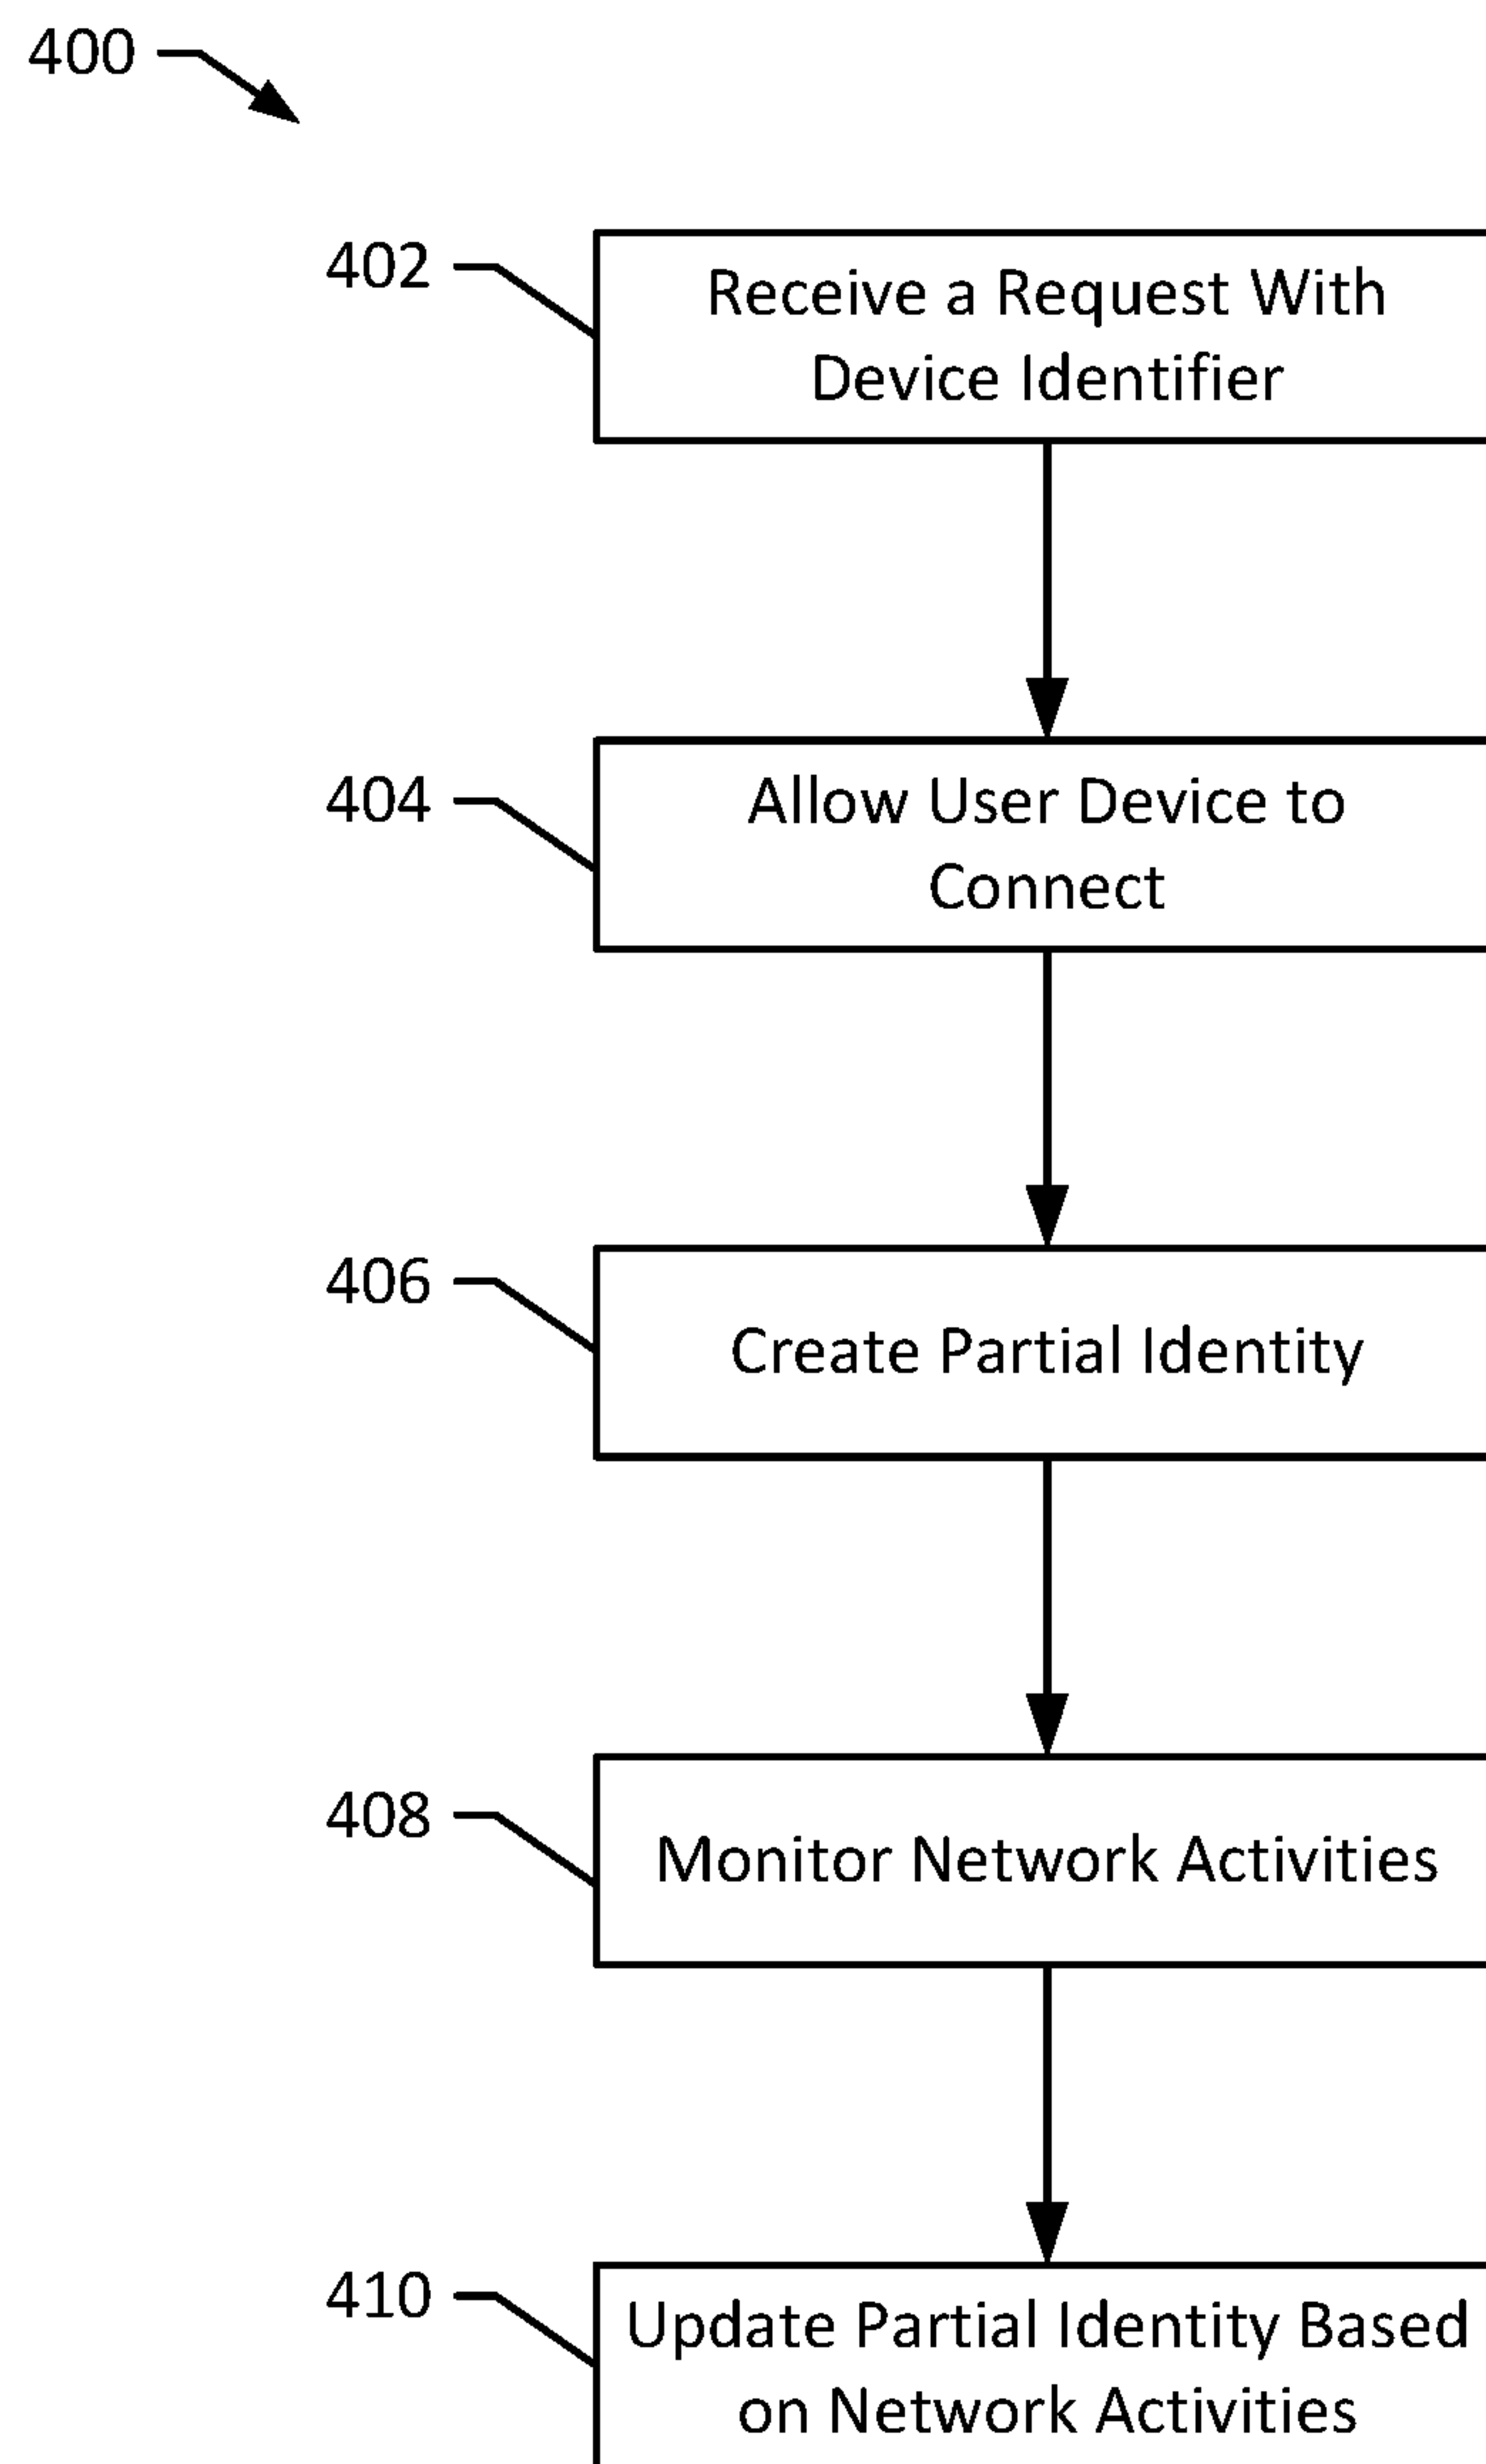 400
402
Receive a Request With
Device Identifier
404
Allow User Device to
Connect
406
Create Partial Identity
408
Monitor Network Activities
410
Update Partial Identity Based
on Network Activities